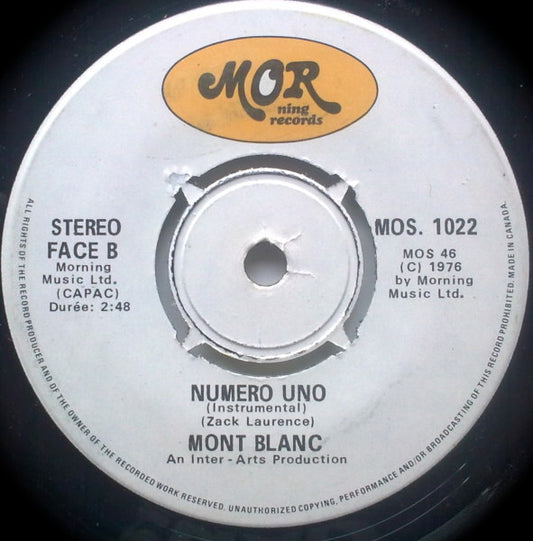 MOR
ning
records
STEREO
FACE B
Morning
Music Ltd.
(CAPAC)
Durée: 2:48
MOS. 1022
MOS 46
(C) 1976
by Morning
Music Ltd.
NUMERO UNO
(Instrumental)
(Zack Laurence)
MONT BLANC
An Inter-Arts Production
ALL RIGHTS OF THE RECORD PRODUCER AND OF THE OWNER OF THE RECORDED WORK RESERVED. UNAUTHORIZED COPYING, PERFORMANCE AND/OR BROADCASTING OF THIS RECORD PROHIBITED. MADE IN CANADA.